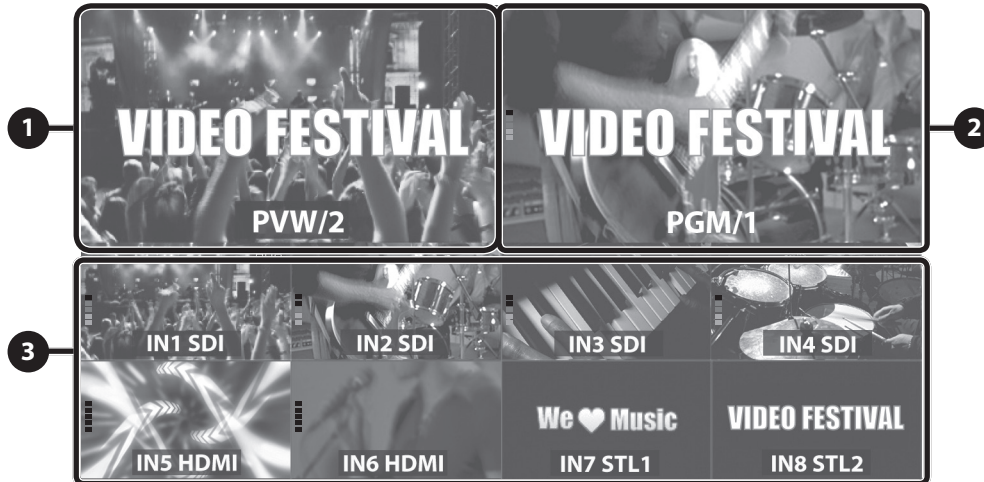 VIDEO FESTIVAL
PVW/2
VIDEO FESTIVAL
PGM/1
1
2
3
IN1 SDI
IN2 SDI
IN3 SDI
IN4 SDI
We ♥ Music
VIDEO FESTIVAL
IN5 HDMI
IN6 HDMI
IN7 STL1
IN8 STL2